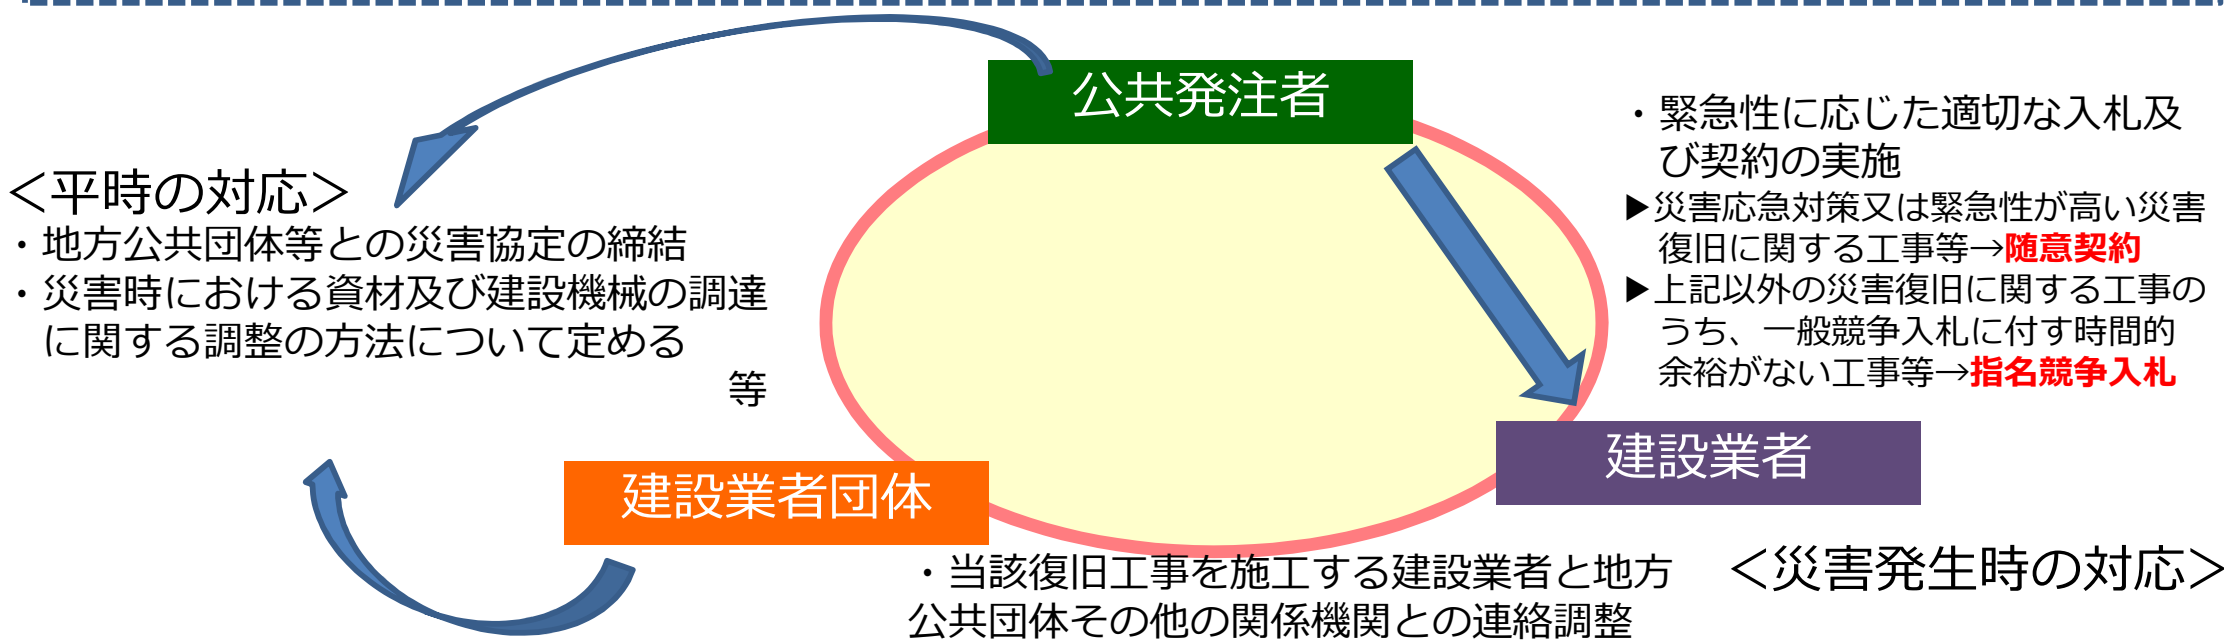 公共発注者
・緊急性に応じた適切な入札及
び契約の実施
▶災害応急対策又は緊急性が高い災害
復旧に関する工事等→随意契約
▶上記以外の災害復旧に関する工事の
うち、一般競争入札に付す時間的
余裕がない工事等→指名競争入札
＜平時の対応＞
・地方公共団体等との災害協定の締結
・災害時における資材及び建設機械の調達
に関する調整の方法について定める
等
建設業者
建設業者団体
＜災害発生時の対応＞
・当該復旧工事を施工する建設業者と地方
公共団体その他の関係機関との連絡調整